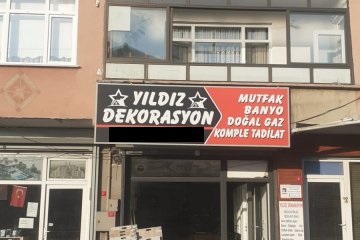 YILDIZ
DEKORASYON
MUTFAK
BANYO
DOĞAL GAZ
KOMPLE TADİLAT